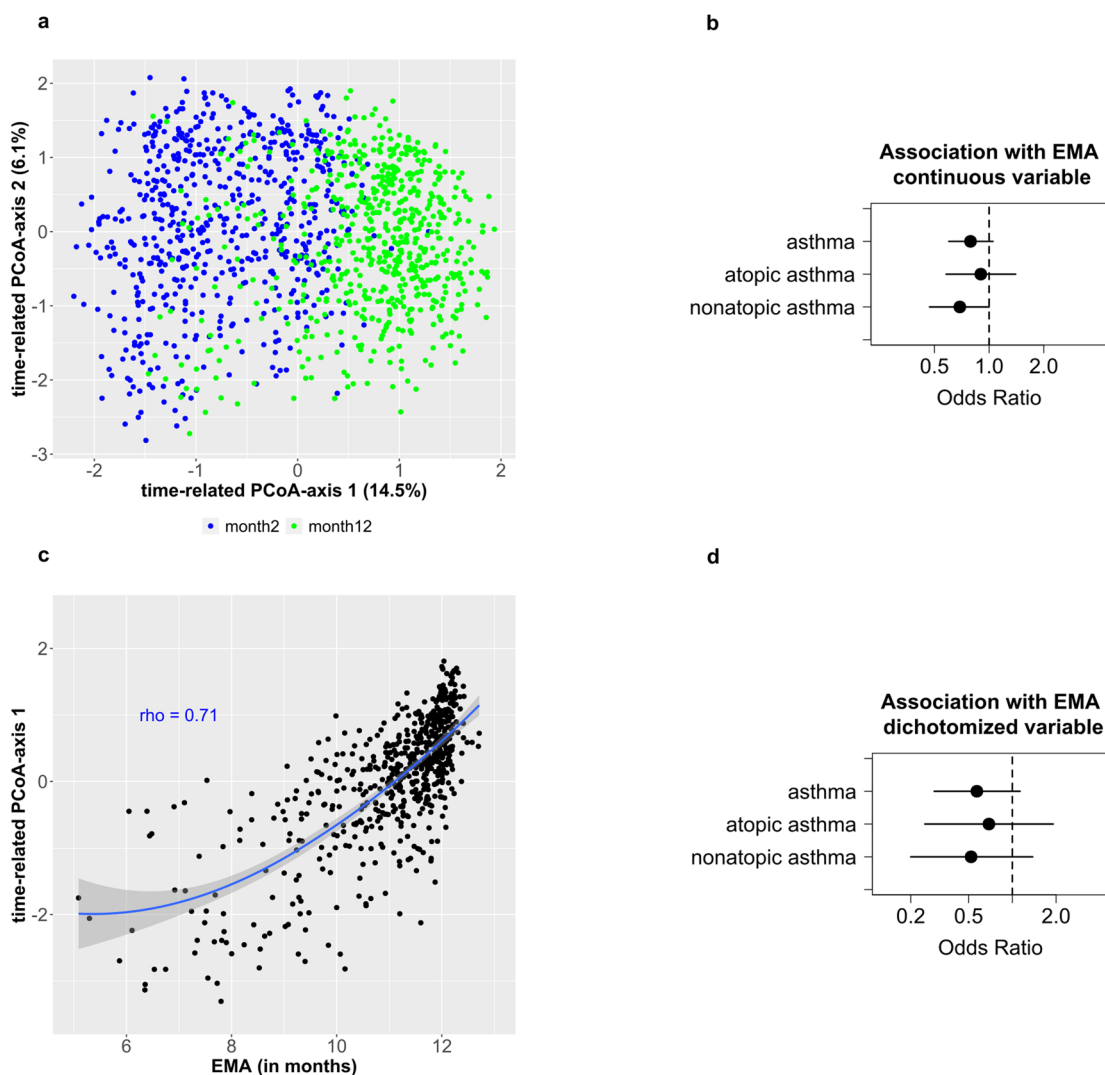 a
time-related PCoA-axis 2 (6.1%)
2
1
0
-1
-2
-3
-2
-1
0
1
2
time-related PCoA-axis 1 (14.5%)
month2 month12
b
Association with EMA
continuous variable
asthma
atopic asthma
nonatopic asthma
0.5 1.0 2.0
Odds Ratio
c
time-related PCoA-axis 1
2
0
-2
rho = 0.71
6 8 10 12
EMA (in months)
d
Association with EMA
dichotomized variable
asthma
atopic asthma
nonatopic asthma
0.2 0.5 2.0
Odds Ratio